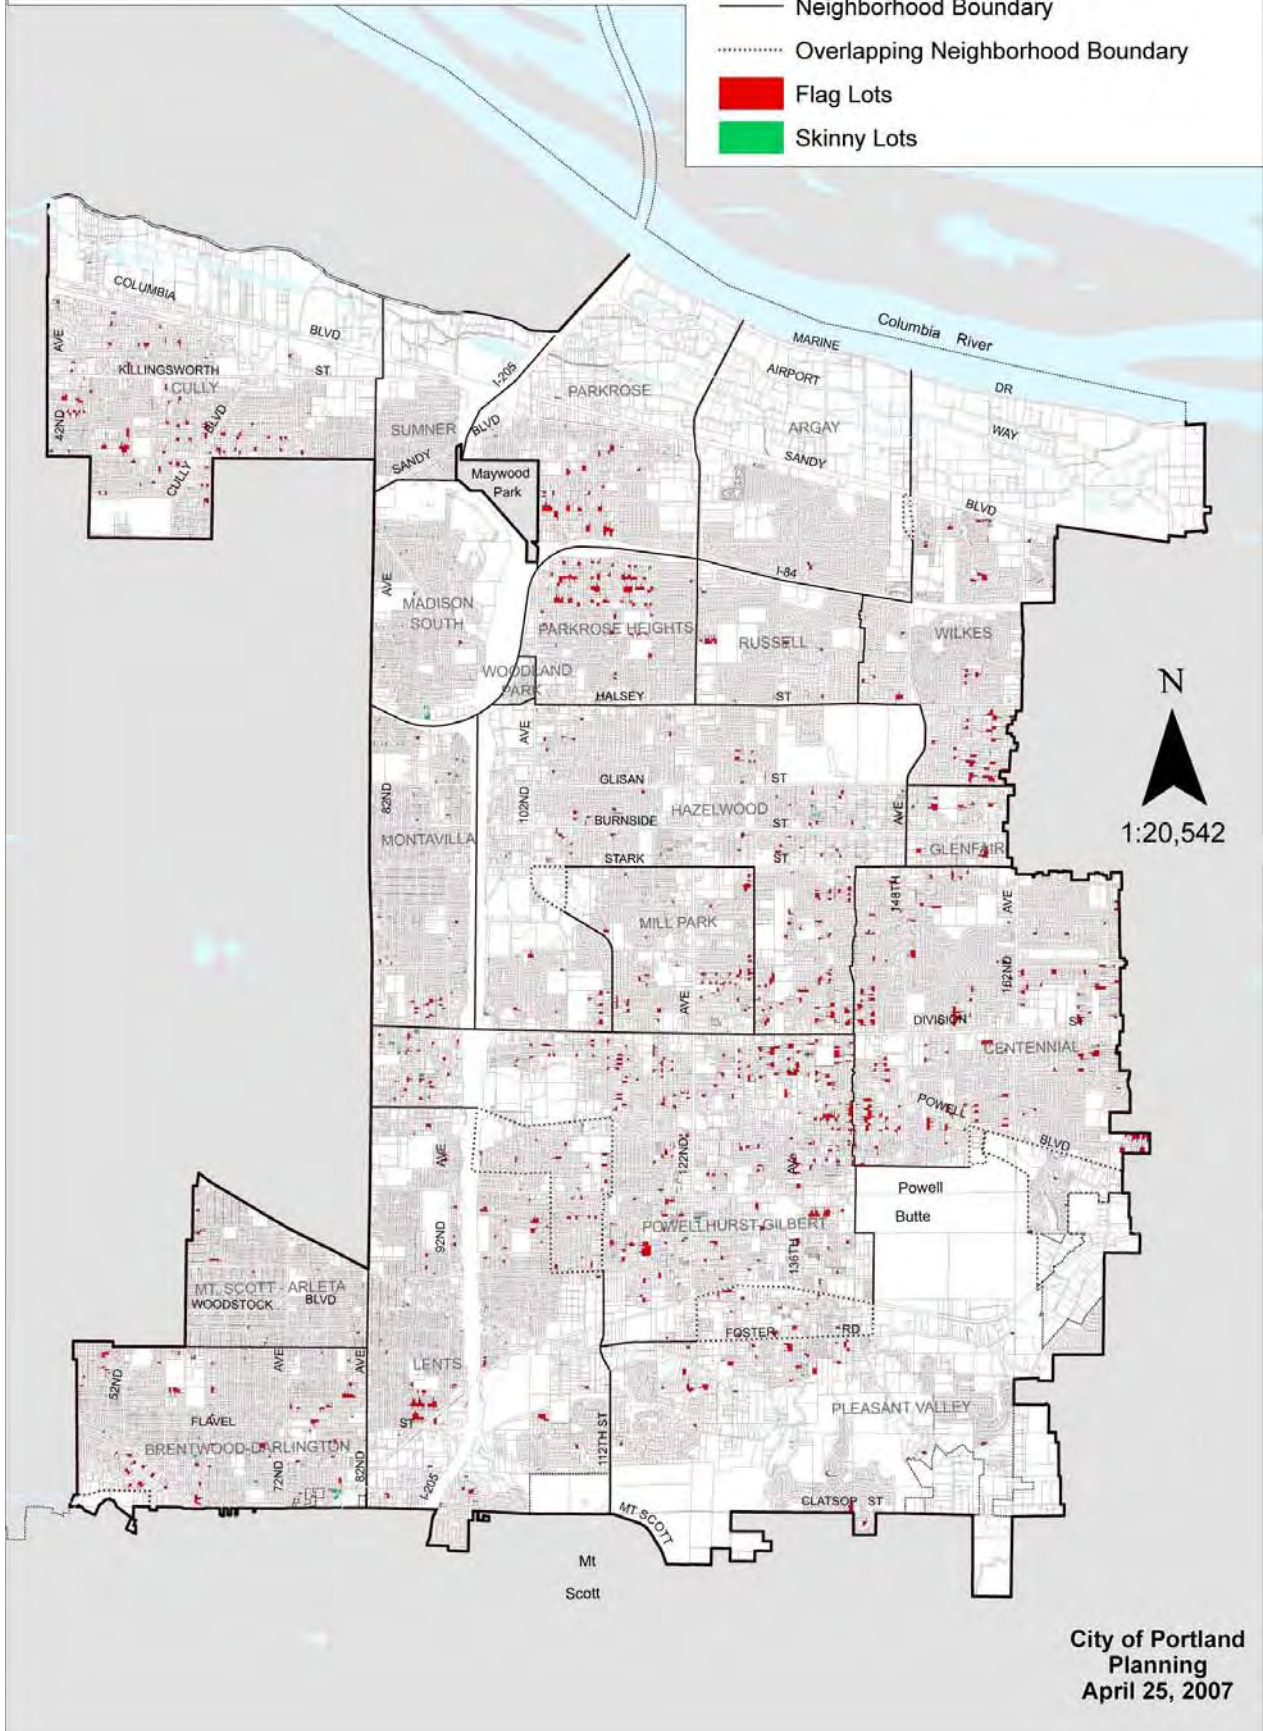 Neighborhood Boundary
Overlapping Neighborhood Boundary
Flag Lots
Skinny Lots
COLUMBIA
BLVD
Columbia River
MARINE
DR
AVE
KILLINGSWORTH
ST
CULLY
I-205
PARKROSE
AIRPORT
WAY
42ND
BLVD
SUMNER
BLVD
ARGAY
SANDY
SANDY
CULLY
Maywood
Park
BLVD
I-84
AVE
MADISON
SOUTH
PARKROSE HEIGHTS
RUSSELL
WILKES
WOODLAND
PARK
HALSEY
ST
N
AVE
GLISAN
ST
82ND
102ND
HAZELWOOD
BURNSIDE
ST
AVE
1:20,542
MONTAVILLA
GLENFAIR
STARK
ST
148TH
AVE
MILL PARK
162ND
AVE
DIVISION
ST
CENTENNIAL
POWELL
BLVD
AVE
122ND
AVE
Powell
Butte
92ND
POWELLHURST-GILBERT
136TH
MT. SCOTT - ARLETA
WOODSTOCK
BLVD
FOSTER
RD
AVE
AVE
LENTS
52ND
PLEASANT VALLEY
FLAVEL
ST
BRENTWOOD-DARLINGTON
72ND
82ND
I-205
112TH ST
CLATSOP ST
MT SCOTT
Mt
Scott
City of Portland
Planning
April 25, 2007